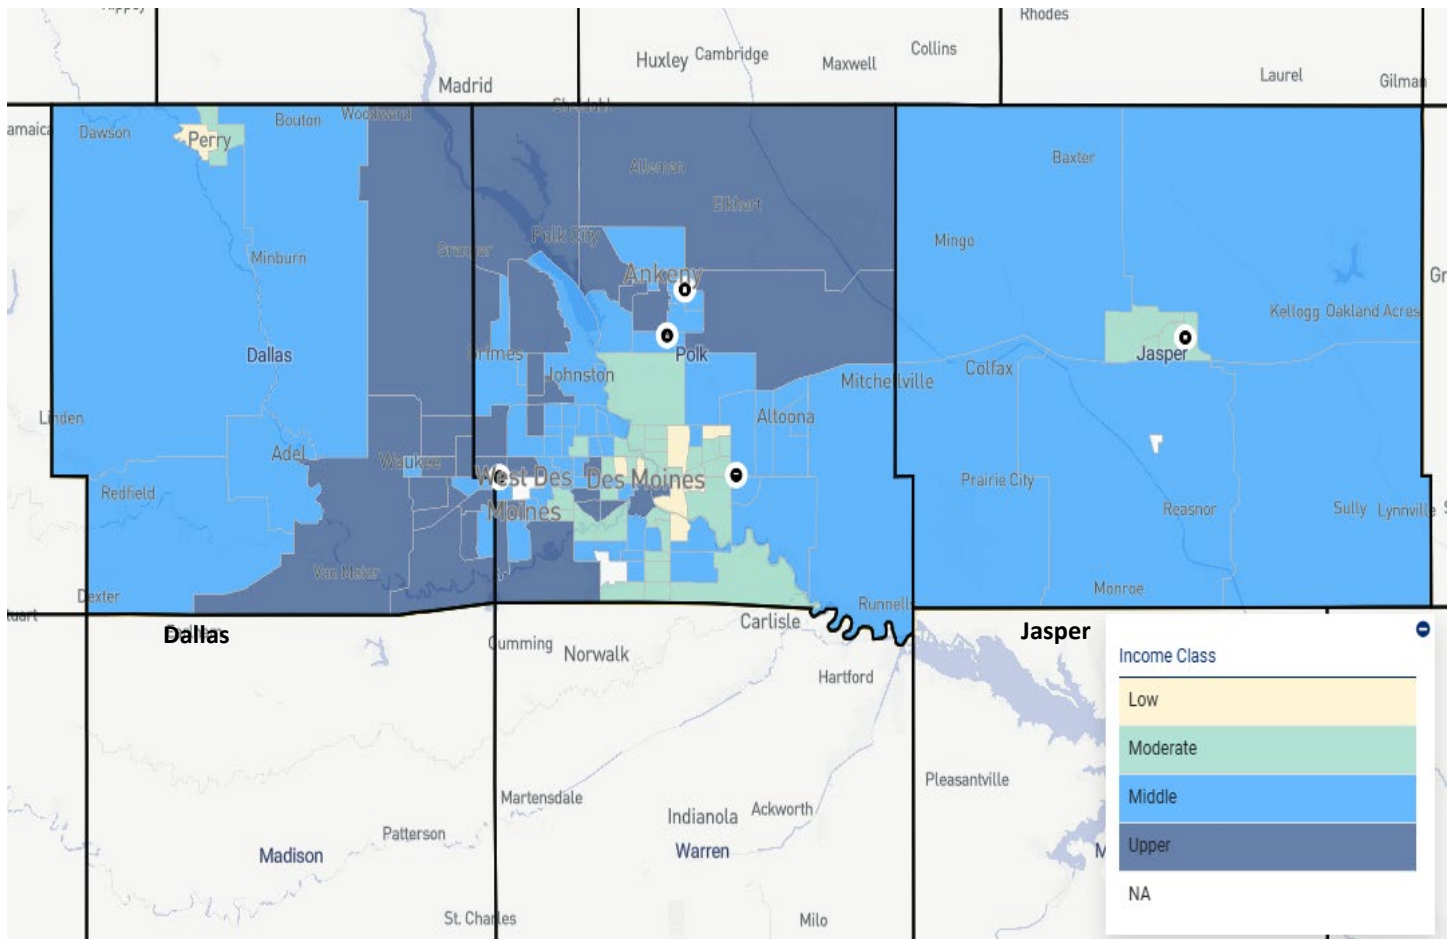 Rhodes
Collins
Huxley
Cambridge
Maxwell
Laurel
Gilman
Madrid
Dawson
Perry
Bouton
Woodward
Alleman
Baxter
Elkhart
Polk City
Mingo
Granger
Minburn
Ankeny
Kellogg
Oakland Acres
Dallas
Grimes
Polk
Jasper
Johnston
Colfax
Mitchellville
Linden
Altoona
Adel
Waukee
West Des
Moines
Des Moines
Prairie City
Redfield
Reasnor
Sully
Lynnville
Van Meter
Dexter
Monroe
Runnells
Carlisle
Dallas
Jasper
Cumming
Norwalk
Hartford
Income Class
Low
Moderate
Middle
Upper
NA
Pleasantville
Martensdale
Indianola
Ackworth
Patterson
Madison
Warren
M
St. Charles
Milo